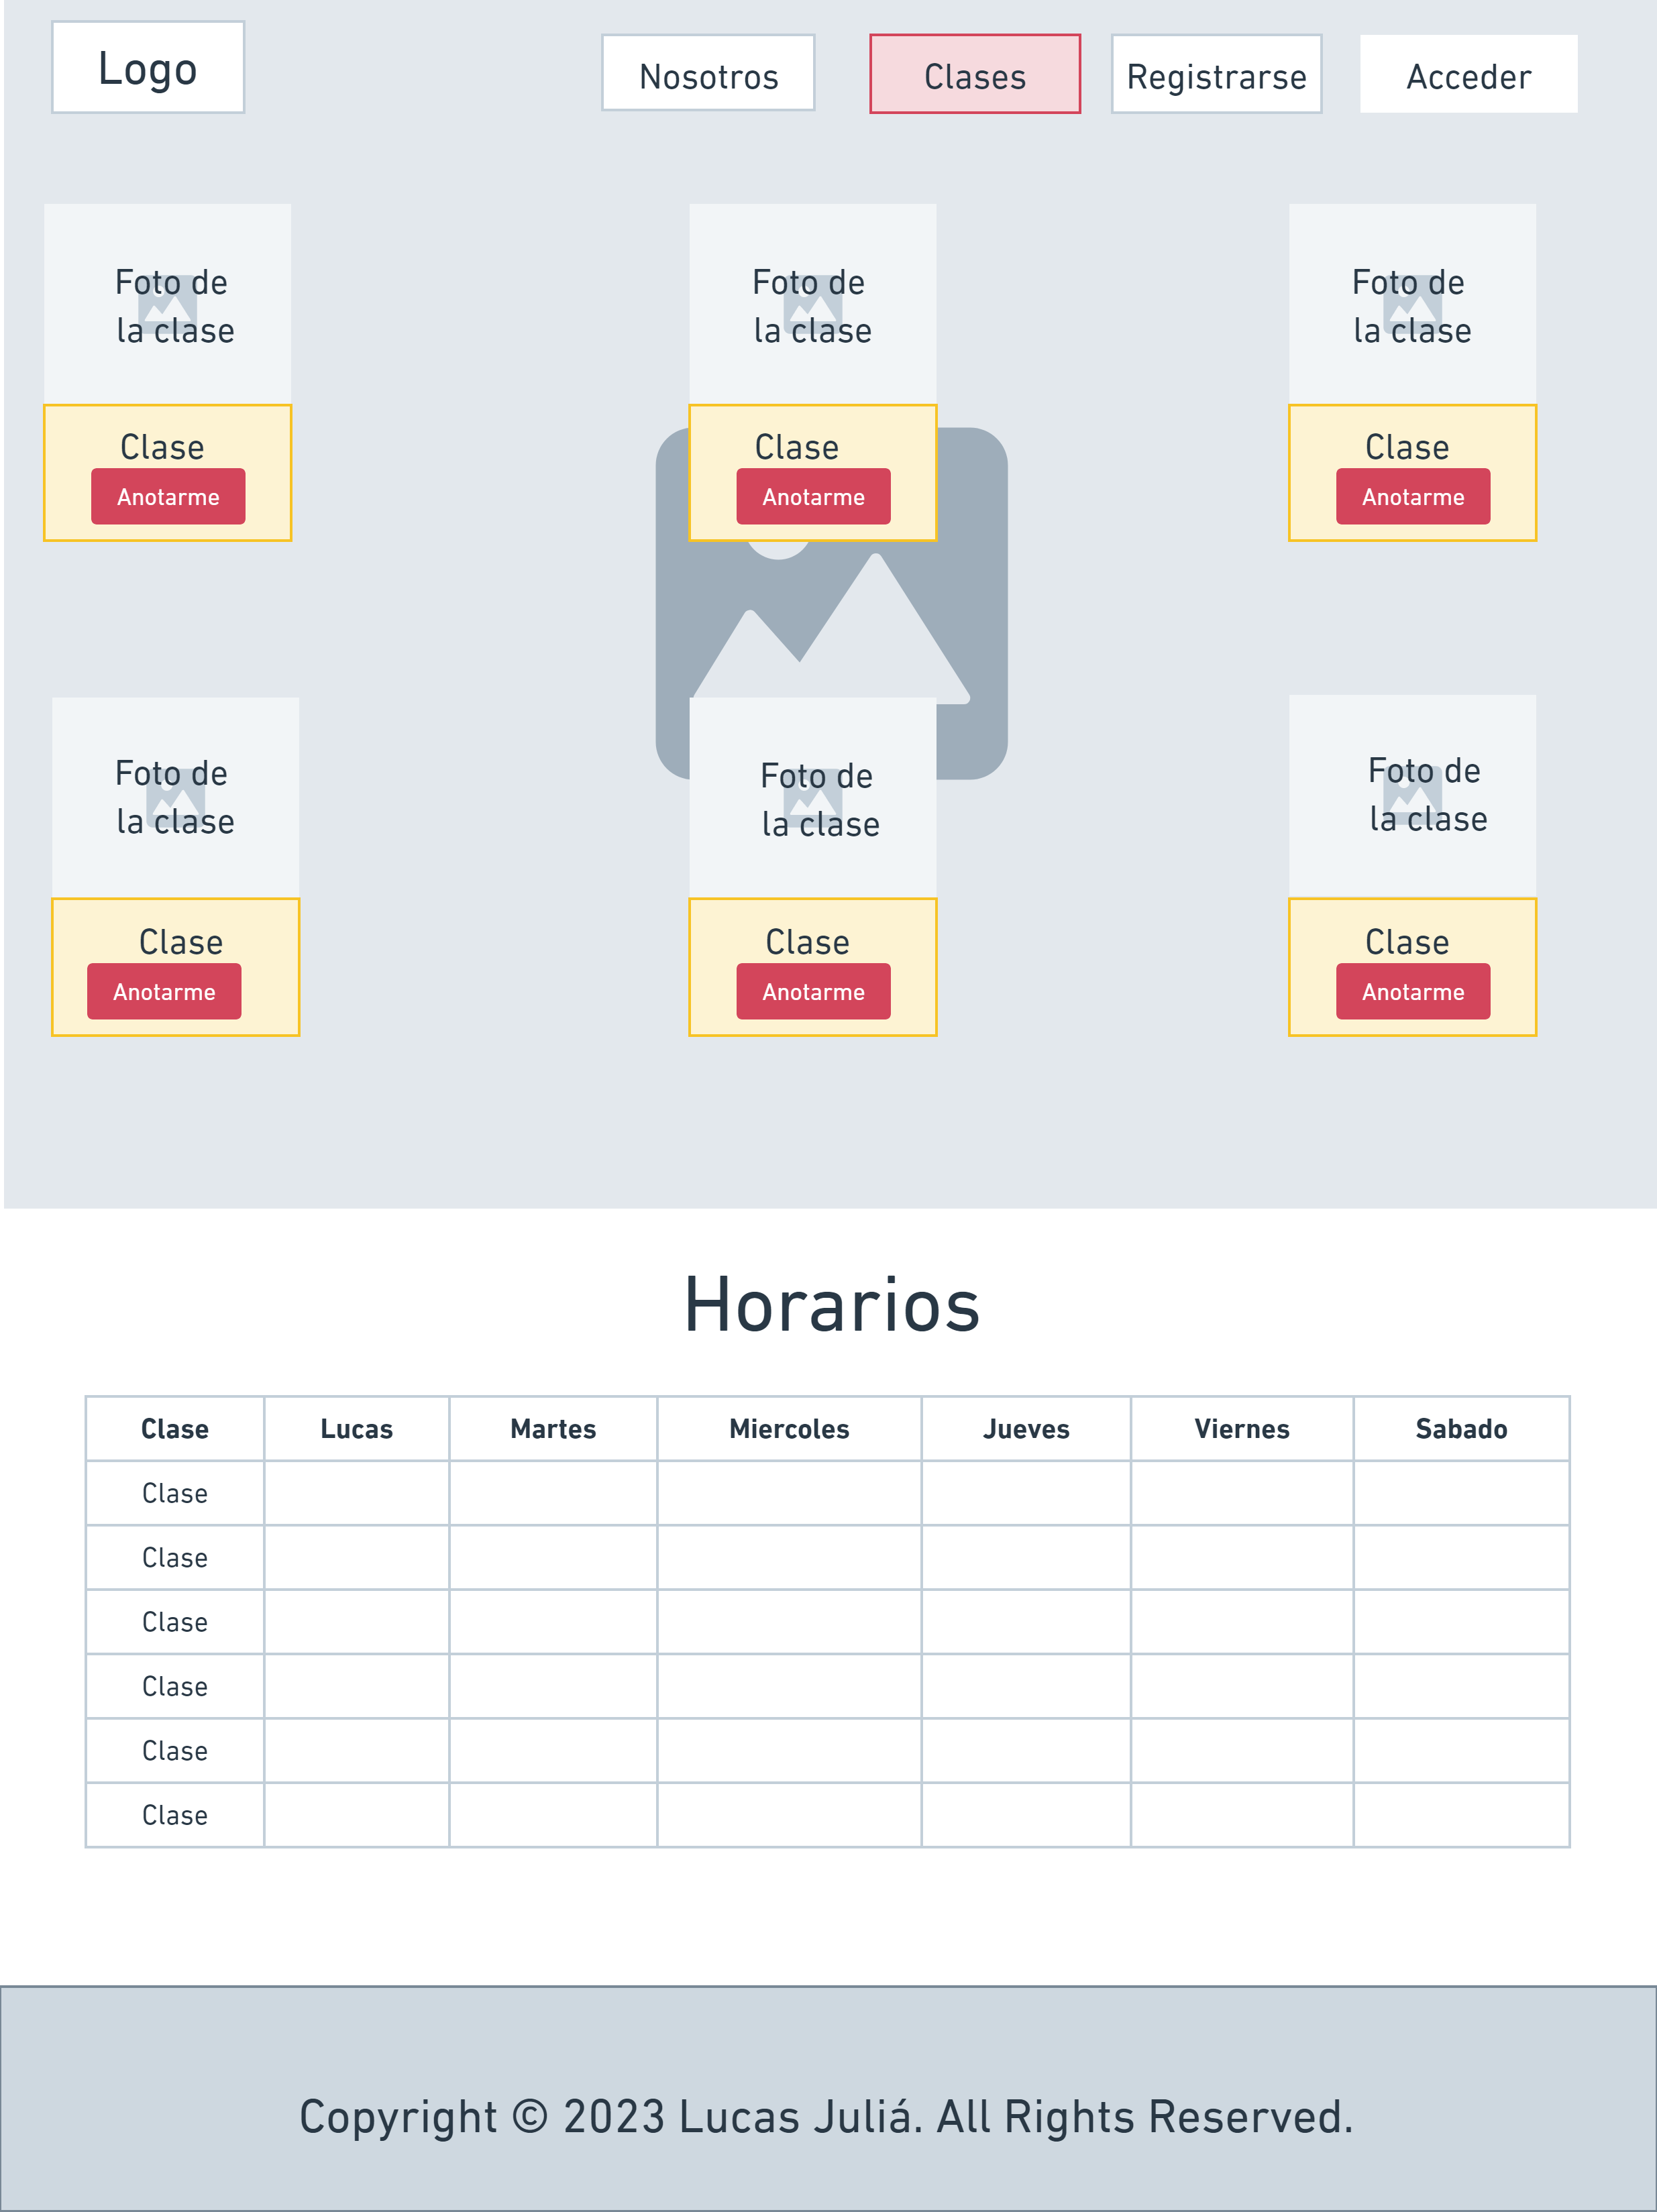 Logo
Nosotros
Clases
Registrarse
Acceder
Foto de
la clase
Foto de
la clase
Foto de
la clase
Clase
Anotarme
Clase
Anotarme
Clase
Anotarme
Foto de
la clase
Foto de
la clase
Foto de
la clase
Clase
Anotarme
Clase
Anotarme
Clase
Anotarme
Horarios
Clase Lucas Martes Miercoles Jueves Viernes Sabado
Clase
Clase
Clase
Clase
Clase
Clase
Copyright © 2023 Lucas Juliá. All Rights Reserved.